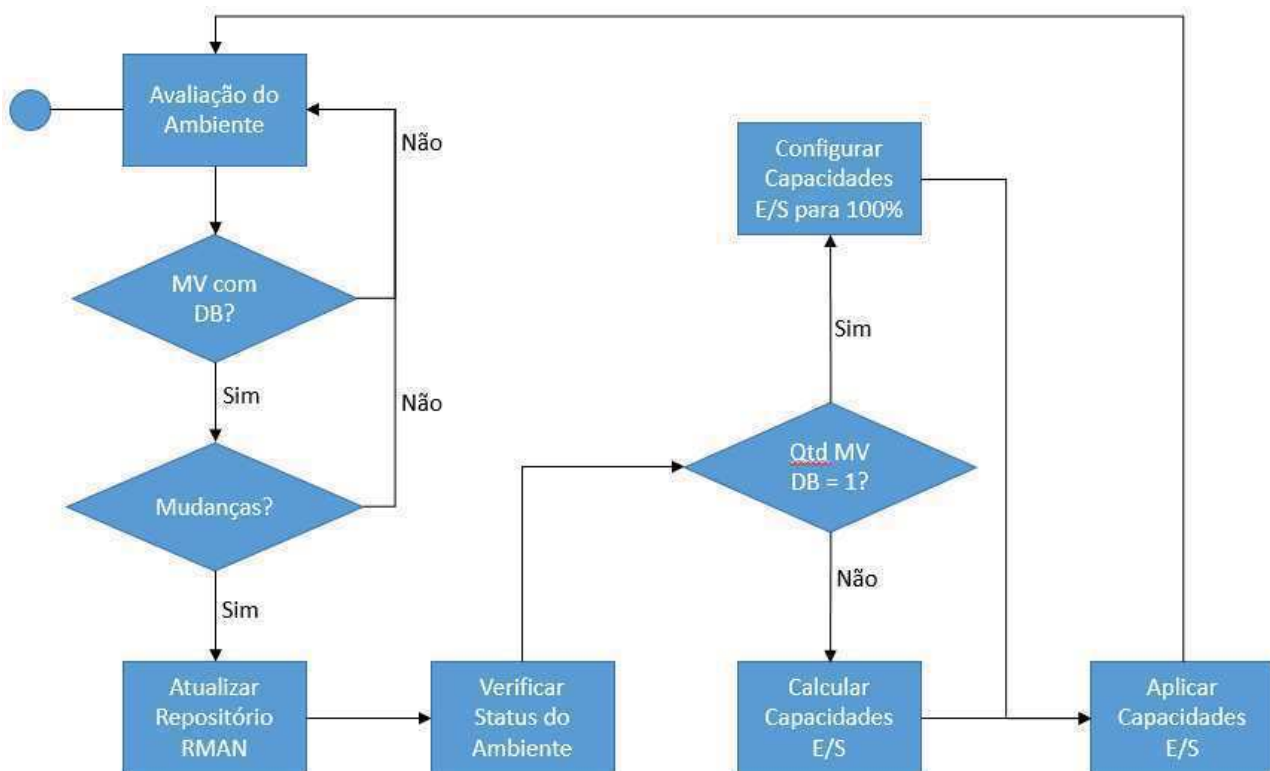 Avaliação do
Ambiente
Não
MV com
DB?
Sim
Não
Mudanças?
Sim
Atualizar
Repositório
RMAN
Verificar
Status do
Ambiente
Configurar
Capacidades
E/S para 100%
Sim
Qtd MV
DB = 1?
Não
Calcular
Capacidades
E/S
Aplicar
Capacidades
E/S